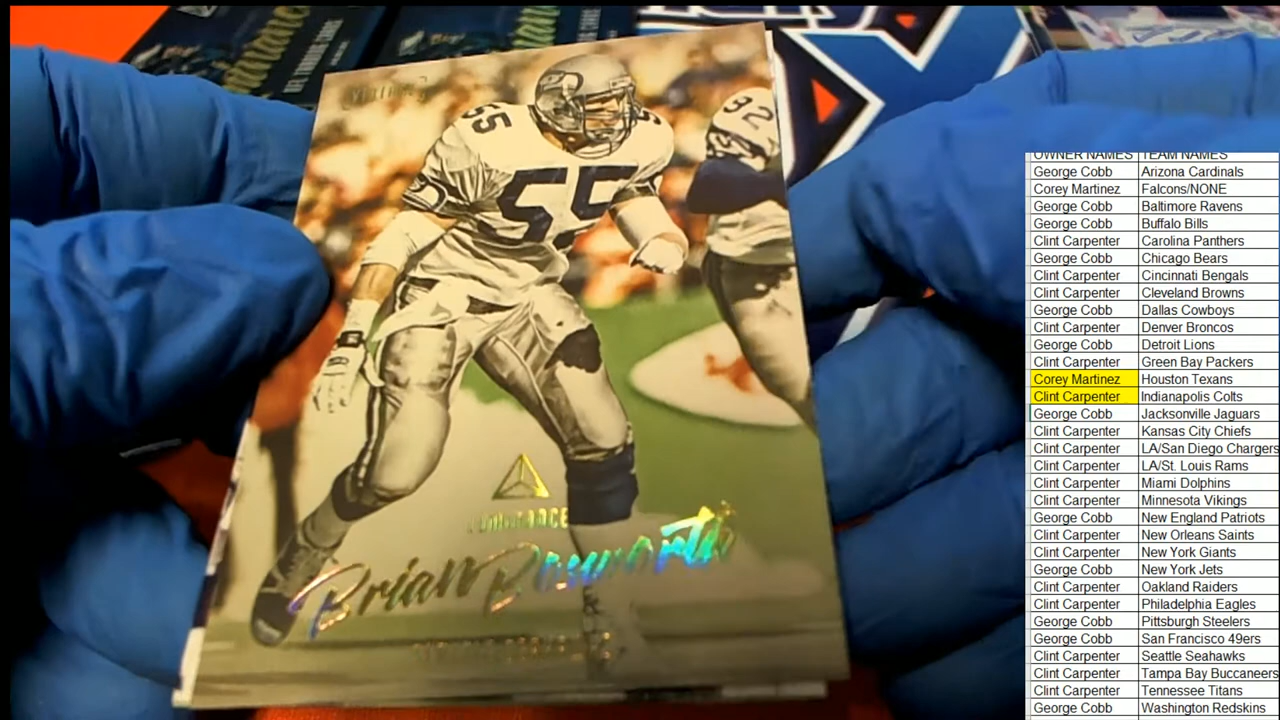 55
55
32
LUMINANCE
Brian Bosworth
OWNER NAMES TEAM NAMES
George Cobb Arizona Cardinals
Corey Martinez Falcons/NONE
George Cobb Baltimore Ravens
George Cobb Buffalo Bills
Clint Carpenter Carolina Panthers
George Cobb Chicago Bears
Clint Carpenter Cincinnati Bengals
Clint Carpenter Cleveland Browns
George Cobb Dallas Cowboys
Clint Carpenter Denver Broncos
George Cobb Detroit Lions
Clint Carpenter Green Bay Packers
Corey Martinez Houston Texans
Clint Carpenter Indianapolis Colts
George Cobb Jacksonville Jaguars
Clint Carpenter Kansas City Chiefs
Clint Carpenter LA/San Diego Chargers
Clint Carpenter LA/St. Louis Rams
Clint Carpenter Miami Dolphins
Clint Carpenter Minnesota Vikings
George Cobb New England Patriots
Clint Carpenter New Orleans Saints
Clint Carpenter New York Giants
George Cobb New York Jets
Clint Carpenter Oakland Raiders
Clint Carpenter Philadelphia Eagles
George Cobb Pittsburgh Steelers
George Cobb San Francisco 49ers
Clint Carpenter Seattle Seahawks
Clint Carpenter Tampa Bay Buccaneers
Clint Carpenter Tennessee Titans
George Cobb Washington Redskins